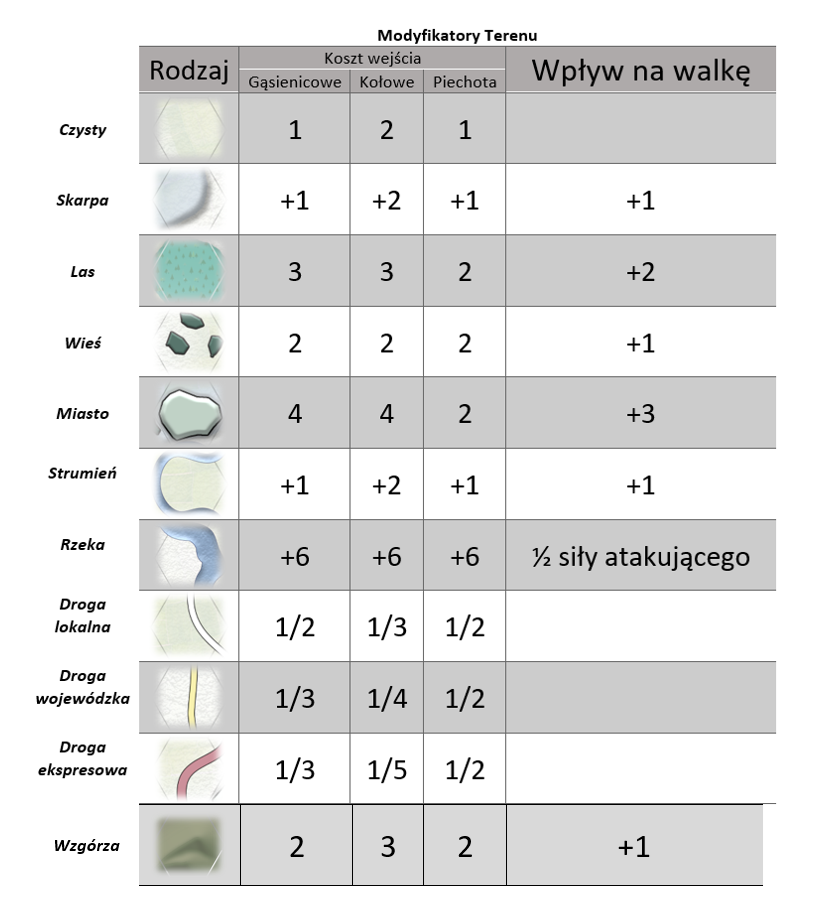 Modyfikatory Terenu
Rodzaj Koszt wejścia Wpływ na walkę
Gąsienicowe Kołowe Piechota
Czysty 1 2 1
Skarpa +1 +2 +1 +1
Las 3 3 2 +2
Wieś 2 2 2 +1
Miasto 4 4 2 +3
Strumień +1 +2 +1 +1
Rzeka +6 +6 +6 ½ siły atakującego
Droga
lokalna 1/2 1/3 1/2
Droga
wojewódzka 1/3 1/4 1/2
Droga
ekspresowa 1/3 1/5 1/2
Wzgórza 2 3 2 +1